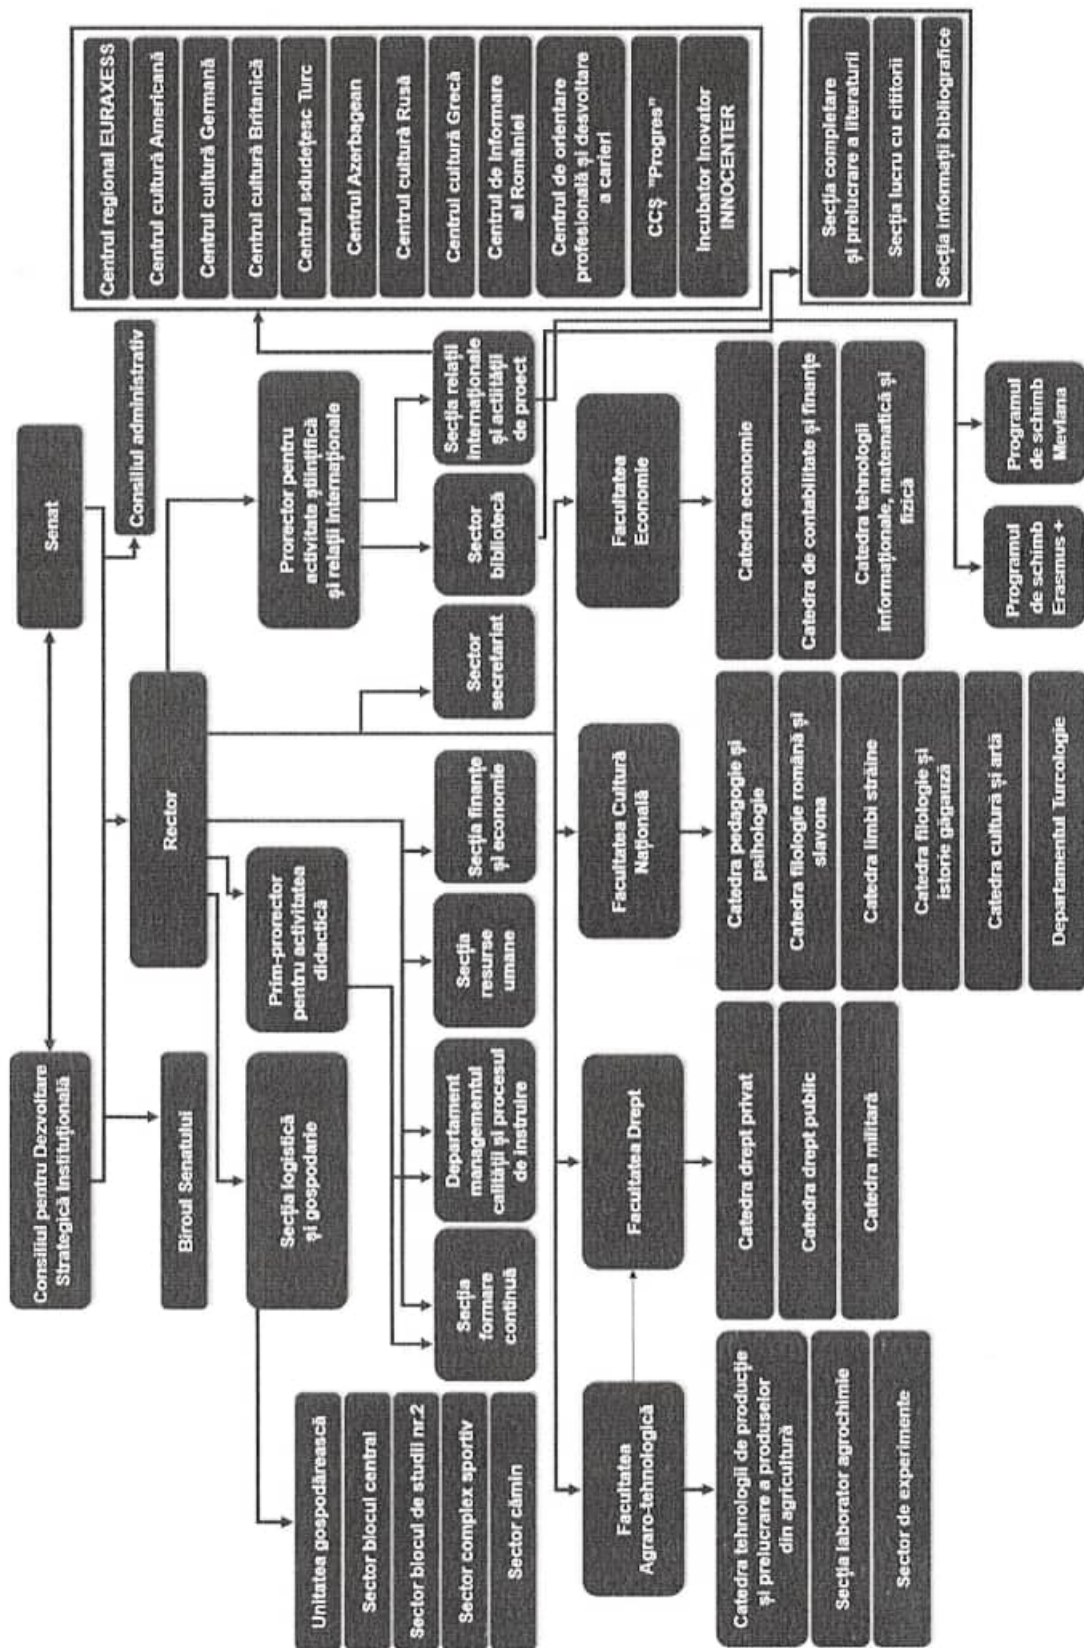 Consiliul pentru Dezvoltare
Strategică Instituțională
Senat
Biroul Senatului
Rector
Consiliul administrativ
Secția logistică
și gospodarie
Prim-prorector
pentru activitatea
didactică
Prorector pentru
activitate științifică
și relații internaționale
Unitatea gospodărească
Sector blocul central
Sector blocul de studii nr.2
Sector complex sportiv
Sector cămin
Secția
formare
continuă
Departament
managementul
calității și procesul
de instruire
Secția
resurse
umane
Secția finanțe
și economie
Sector
secretariat
Sector
bibliotecă
Secția relații
internaționale
și actiității
de proect
Centrul regional EURAXESS
Centrul cultură Americană
Centrul cultură Germană
Centrul cultură Britanică
Centrul sdudețesc Turc
Centrul Azerbagean
Centrul cultură Rusă
Centrul cultură Grecă
Centrul de Informare
al României
Centrul de orientare
profesională și desvoltare
a carieri
CCȘ "Progres"
Incubator Inovator
INNOCENTER
Facultatea
Agraro-tehnologică
Facultatea Drept
Facultatea Cultură
Națională
Facultatea
Economie
Catedra tehnologii de producție
și prelucrare a produselor
din agricultură
Secția laborator agrochimie
Sector de experimente
Catedra drept privat
Catedra drept public
Catedra militară
Catedra pedagogie și
psihologie
Catedra filologie română și
slavona
Catedra limbi străine
Catedra filologie și
istorie găgauză
Catedra cultură și artă
Departamentul Turcologie
Catedra economie
Catedra de contabilitate și finanțe
Catedra tehnologii
informaționale, matematică și
fizică
Secția completare
și prelucrare a literaturii
Secția lucru cu cititorii
Secția informații bibliografice
Programul
de schimb
Erasmus +
Programul
de schimb
Mevlana